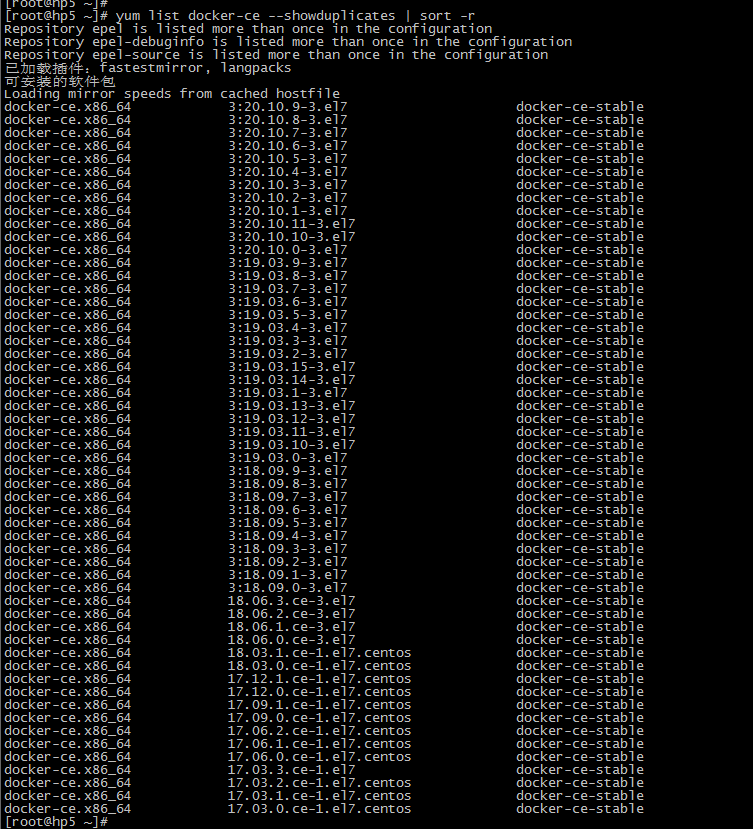 [root@hp5 ~]#
[root@hp5 ~]# yum list docker-ce --showduplicates | sort -r
Repository epel is listed more than once in the configuration
Repository epel-debuginfo is listed more than once in the configuration
Repository epel-source is listed more than once in the configuration
已加载插件：fastestmirror, langpacks
可安装的软件包
Loading mirror speeds from cached hostfile
docker-ce.x86_64 3:20.10.9-3.el7 docker-ce-stable
docker-ce.x86_64 3:20.10.8-3.el7 docker-ce-stable
docker-ce.x86_64 3:20.10.7-3.el7 docker-ce-stable
docker-ce.x86_64 3:20.10.6-3.el7 docker-ce-stable
docker-ce.x86_64 3:20.10.5-3.el7 docker-ce-stable
docker-ce.x86_64 3:20.10.4-3.el7 docker-ce-stable
docker-ce.x86_64 3:20.10.3-3.el7 docker-ce-stable
docker-ce.x86_64 3:20.10.2-3.el7 docker-ce-stable
docker-ce.x86_64 3:20.10.1-3.el7 docker-ce-stable
docker-ce.x86_64 3:20.10.11-3.el7 docker-ce-stable
docker-ce.x86_64 3:20.10.10-3.el7 docker-ce-stable
docker-ce.x86_64 3:20.10.0-3.el7 docker-ce-stable
docker-ce.x86_64 3:19.03.9-3.el7 docker-ce-stable
docker-ce.x86_64 3:19.03.8-3.el7 docker-ce-stable
docker-ce.x86_64 3:19.03.7-3.el7 docker-ce-stable
docker-ce.x86_64 3:19.03.6-3.el7 docker-ce-stable
docker-ce.x86_64 3:19.03.5-3.el7 docker-ce-stable
docker-ce.x86_64 3:19.03.4-3.el7 docker-ce-stable
docker-ce.x86_64 3:19.03.3-3.el7 docker-ce-stable
docker-ce.x86_64 3:19.03.2-3.el7 docker-ce-stable
docker-ce.x86_64 3:19.03.15-3.el7 docker-ce-stable
docker-ce.x86_64 3:19.03.14-3.el7 docker-ce-stable
docker-ce.x86_64 3:19.03.1-3.el7 docker-ce-stable
docker-ce.x86_64 3:19.03.13-3.el7 docker-ce-stable
docker-ce.x86_64 3:19.03.12-3.el7 docker-ce-stable
docker-ce.x86_64 3:19.03.11-3.el7 docker-ce-stable
docker-ce.x86_64 3:19.03.10-3.el7 docker-ce-stable
docker-ce.x86_64 3:19.03.0-3.el7 docker-ce-stable
docker-ce.x86_64 3:18.09.9-3.el7 docker-ce-stable
docker-ce.x86_64 3:18.09.8-3.el7 docker-ce-stable
docker-ce.x86_64 3:18.09.7-3.el7 docker-ce-stable
docker-ce.x86_64 3:18.09.6-3.el7 docker-ce-stable
docker-ce.x86_64 3:18.09.5-3.el7 docker-ce-stable
docker-ce.x86_64 3:18.09.4-3.el7 docker-ce-stable
docker-ce.x86_64 3:18.09.3-3.el7 docker-ce-stable
docker-ce.x86_64 3:18.09.2-3.el7 docker-ce-stable
docker-ce.x86_64 3:18.09.1-3.el7 docker-ce-stable
docker-ce.x86_64 3:18.09.0-3.el7 docker-ce-stable
docker-ce.x86_64 18.06.3.ce-3.el7 docker-ce-stable
docker-ce.x86_64 18.06.2.ce-3.el7 docker-ce-stable
docker-ce.x86_64 18.06.1.ce-3.el7 docker-ce-stable
docker-ce.x86_64 18.06.0.ce-3.el7 docker-ce-stable
docker-ce.x86_64 18.03.1.ce-1.el7.centos docker-ce-stable
docker-ce.x86_64 18.03.0.ce-1.el7.centos docker-ce-stable
docker-ce.x86_64 17.12.1.ce-1.el7.centos docker-ce-stable
docker-ce.x86_64 17.12.0.ce-1.el7.centos docker-ce-stable
docker-ce.x86_64 17.09.1.ce-1.el7.centos docker-ce-stable
docker-ce.x86_64 17.09.0.ce-1.el7.centos docker-ce-stable
docker-ce.x86_64 17.06.2.ce-1.el7.centos docker-ce-stable
docker-ce.x86_64 17.06.1.ce-1.el7.centos docker-ce-stable
docker-ce.x86_64 17.06.0.ce-1.el7.centos docker-ce-stable
docker-ce.x86_64 17.03.3.ce-1.el7 docker-ce-stable
docker-ce.x86_64 17.03.2.ce-1.el7.centos docker-ce-stable
docker-ce.x86_64 17.03.1.ce-1.el7.centos docker-ce-stable
docker-ce.x86_64 17.03.0.ce-1.el7.centos docker-ce-stable
[root@hp5 ~]#